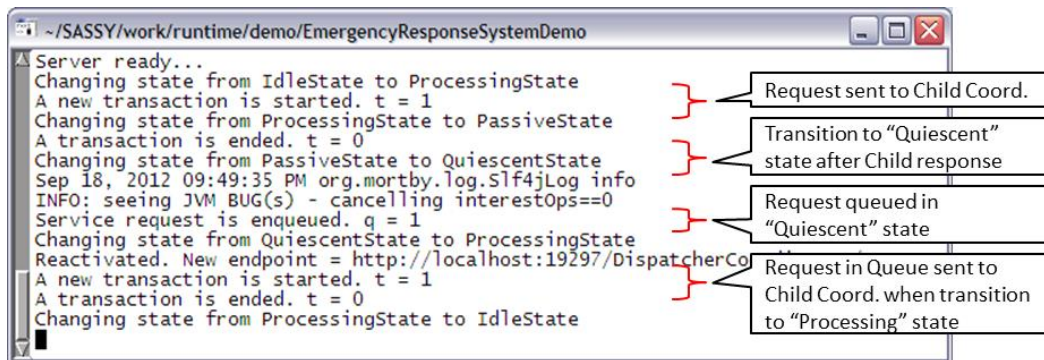 ~/SASSY/work/runtime/demo/EmergencyResponseSystemDemo
Server ready...
Changing state from IdleState to ProcessingState
A new transaction is started. t = 1
Changing state from ProcessingState to PassiveState
A transaction is ended. t = 0
Changing state from PassiveState to QuiescentState
Sep 18, 2012 09:49:35 PM org.mortby.log.Slf4jLog info
INFO: seeing JVM BUG(s) - cancelling interestOps==0
Service request is enqueued. q = 1
Changing state from QuiescentState to ProcessingState
Reactivated. New endpoint = http://localhost:19297/DispatcherCo
A new transaction is started. t = 1
A transaction is ended. t = 0
Changing state from ProcessingState to IdleState
Request sent to Child Coord.
Transition to “Quiescent”
state after Child response
Request queued in
“Quiescent” state
Request in Queue sent to
Child Coord. when transition
to “Processing” state